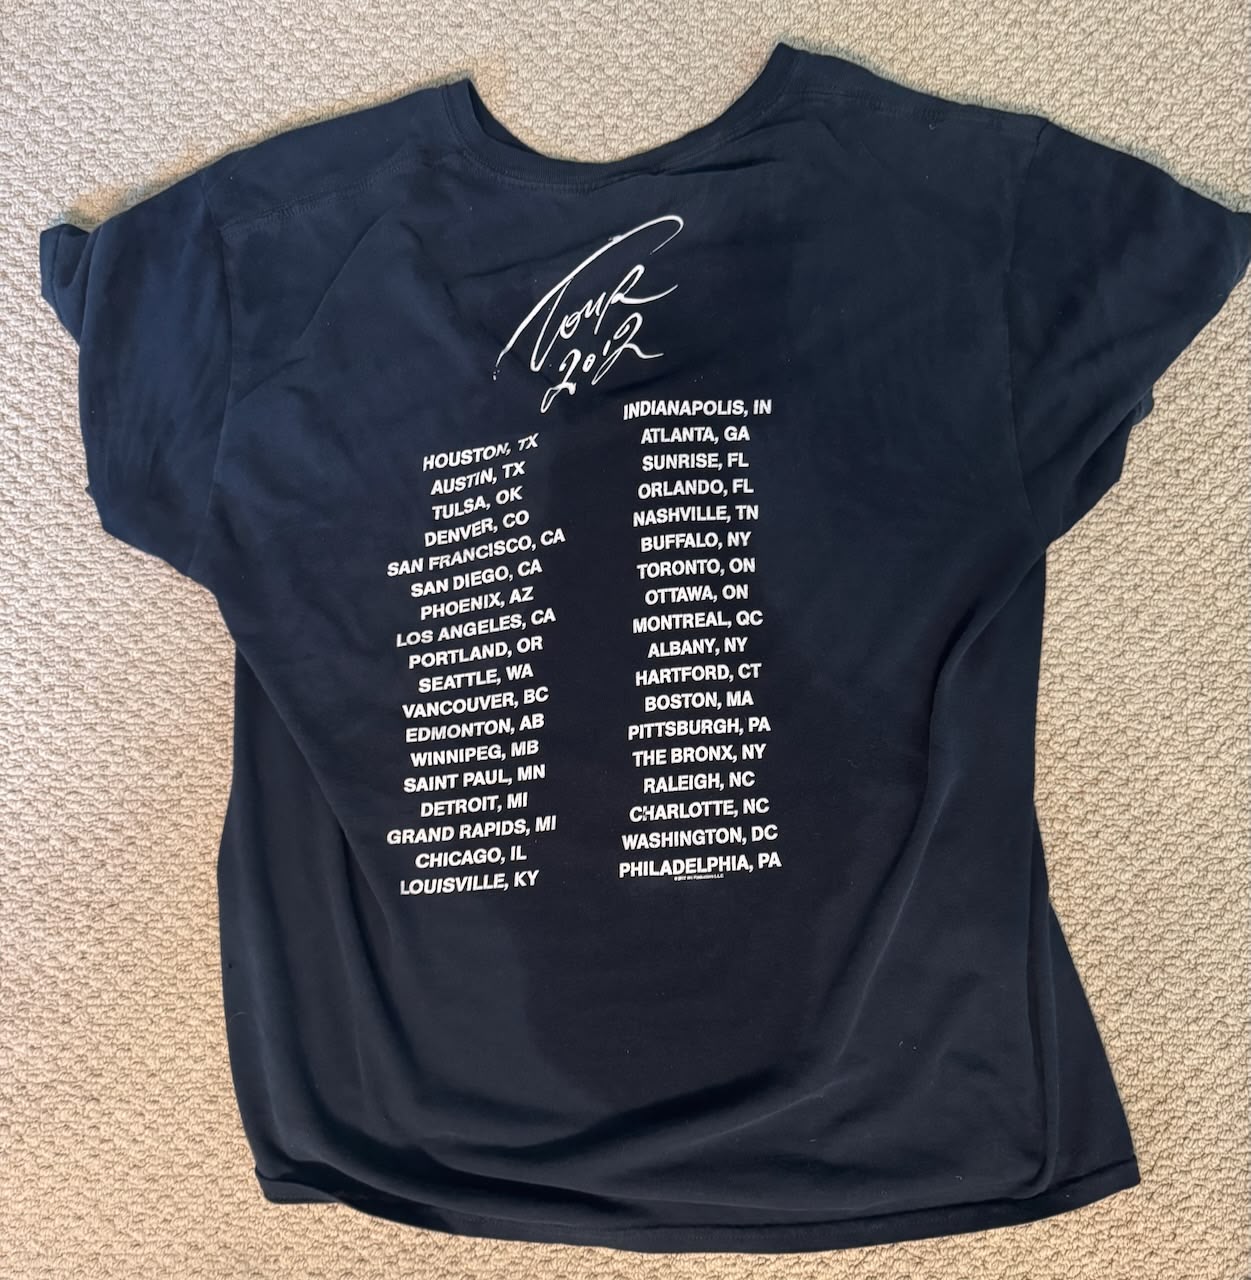 Tour
2012
HOUSTON, TX
AUSTIN, TX
TULSA, OK
DENVER, CO
SAN FRANCISCO, CA
SAN DIEGO, CA
PHOENIX, AZ
LOS ANGELES, CA
PORTLAND, OR
SEATTLE, WA
VANCOUVER, BC
EDMONTON, AB
WINNIPEG, MB
SAINT PAUL, MN
DETROIT, MI
GRAND RAPIDS, MI
CHICAGO, IL
LOUISVILLE, KY
INDIANAPOLIS, IN
ATLANTA, GA
SUNRISE, FL
ORLANDO, FL
NASHVILLE, TN
BUFFALO, NY
TORONTO, ON
OTTAWA, ON
MONTREAL, QC
ALBANY, NY
HARTFORD, CT
BOSTON, MA
PITTSBURGH, PA
THE BRONX, NY
RALEIGH, NC
CHARLOTTE, NC
WASHINGTON, DC
PHILADELPHIA, PA